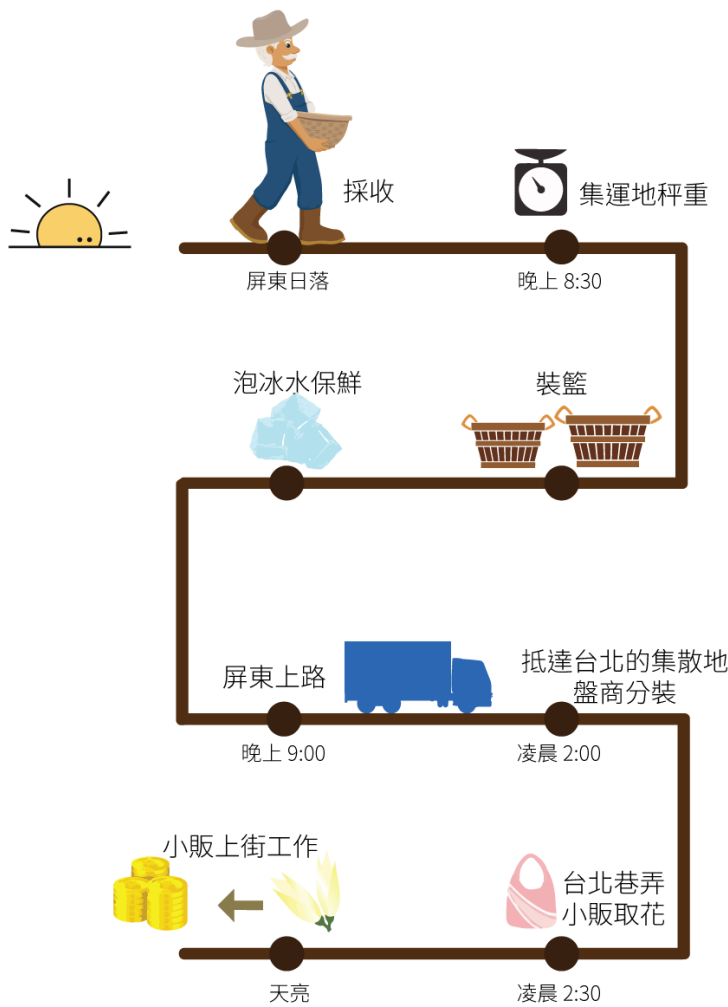 採收
集運地秤重
屏東日落
晚上 8:30
裝籃
泡冰水保鮮
屏東上路
抵達台北的集散地
盤商分裝
晚上 9:00
凌晨 2:00
台北巷弄
小販取花
小販上街工作
凌晨 2:30
天亮